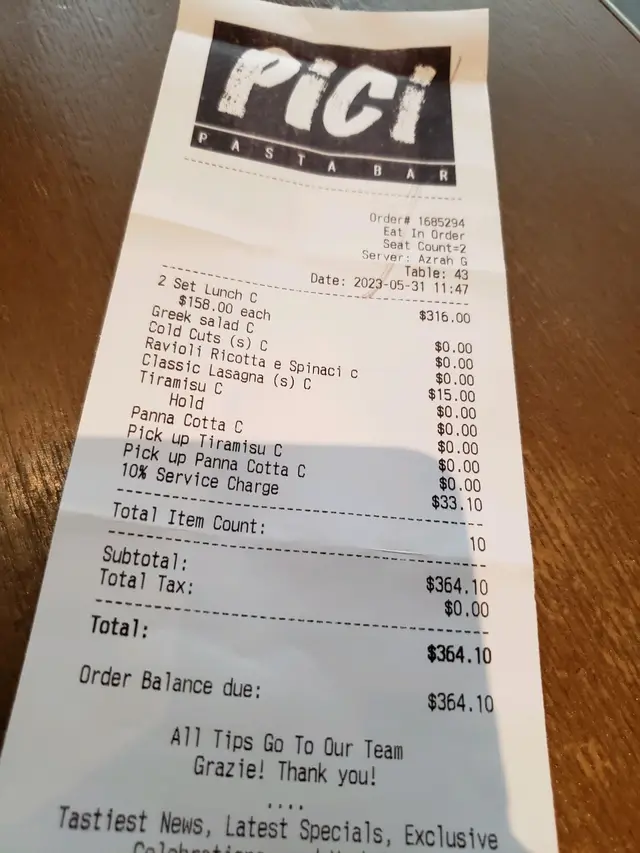 PiCi
PASTA BAR
Order# 1685294
Eat In Order
Seat Count=2
Server: Azrah G
Table: 43
Date: 2023-05-31 11:47
2 Set Lunch C $316.00
$158.00 each
Greek salad C $0.00
Cold Cuts (s) C $0.00
Ravioli Ricotta e Spinaci C $0.00
Classic Lasagna (s) C $15.00
Tiramisu C $0.00
Hold $0.00
Panna Cotta C $0.00
Pick up Tiramisu C $0.00
Pick up Panna Cotta C $0.00
10% Service Charge $33.10
Total Item Count: 10
Subtotal: $364.10
Total Tax: $0.00
Total: $364.10
Order Balance due: $364.10
All Tips Go To Our Team
Grazie! Thank you!
....
Tastiest News, Latest Specials, Exclusive